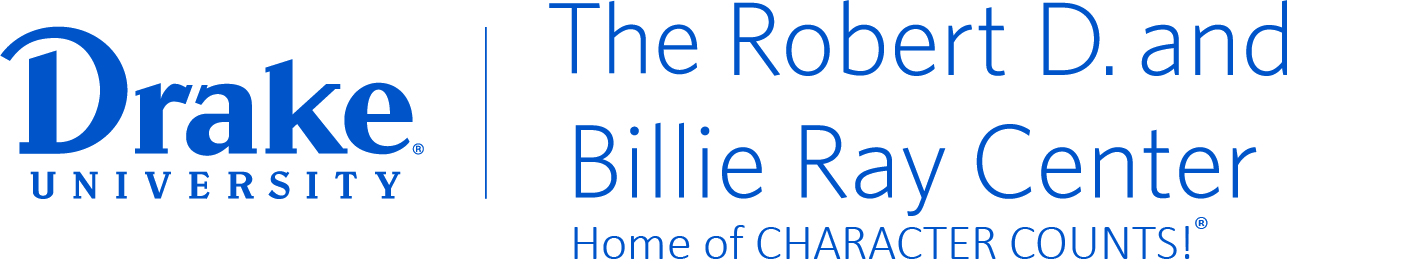 Drake®
UNIVERSITY
The Robert D. and
Billie Ray Center
Home of CHARACTER COUNTS!®